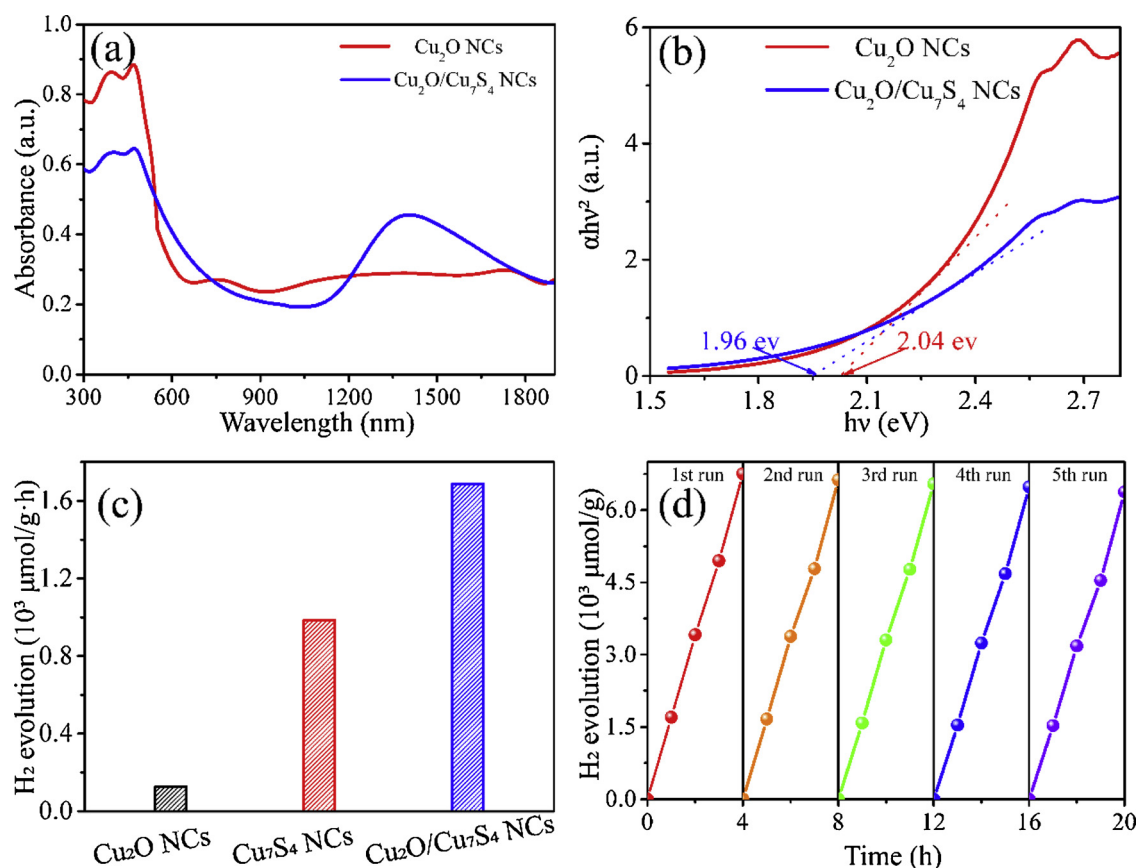 (a)
Cu₂O NCs
Cu₂O/Cu₇S₄ NCs
Absorbance (a.u.)
1.0
0.8
0.6
0.4
0.2
0.0
300 600 900 1200 1500 1800
Wavelength (nm)
(b)
Cu₂O NCs
Cu₂O/Cu₇S₄ NCs
αhν² (a.u.)
6
4
2
0
1.96 ev
2.04 ev
1.5 1.8 2.1 2.4 2.7
hν (eV)
(c)
H₂ evolution (10³ μmol/g·h)
1.6
1.2
0.8
0.4
0.0
Cu₂O NCs
Cu₇S₄ NCs
Cu₂O/Cu₇S₄ NCs
(d)
1st run 2nd run 3rd run 4th run 5th run
H₂ evolution (10³ μmol/g)
6.0
4.5
3.0
1.5
0.0
0 4 8 12 16 20
Time (h)